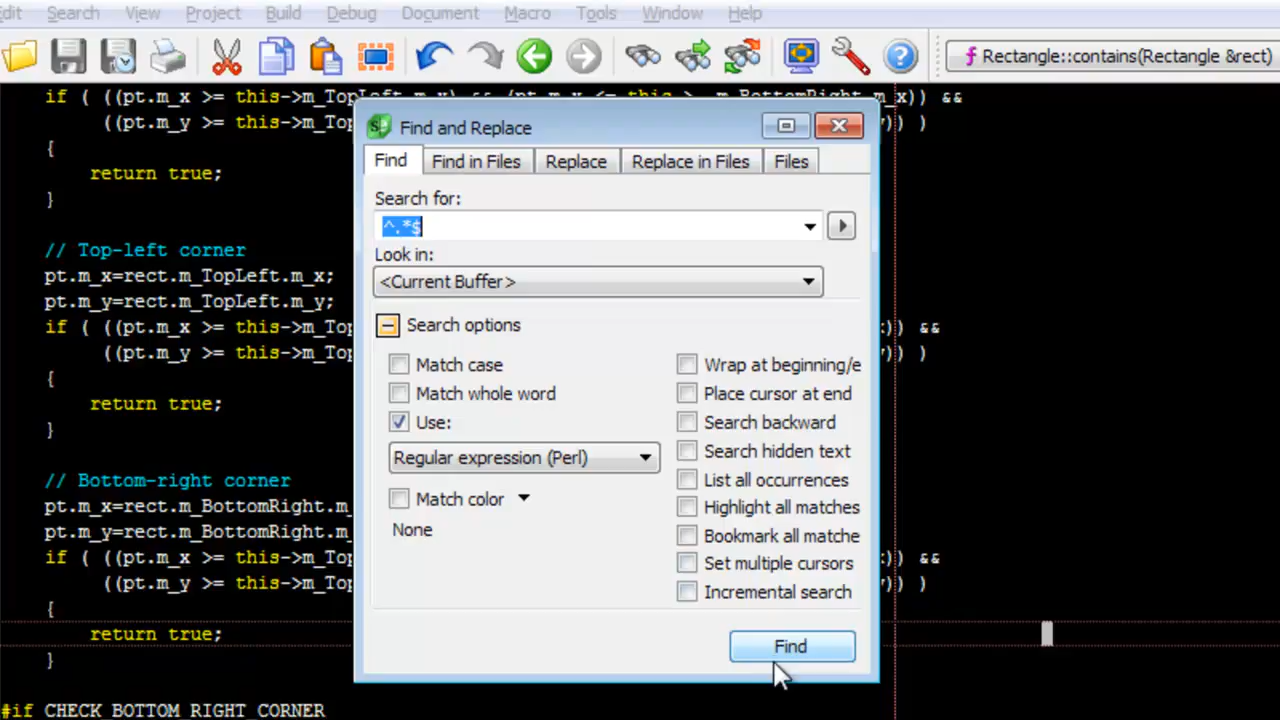 dit Search View Project Build Debug Document Macro Tools Window Help
Rectangle::contains(Rectangle &rect)
if ( ((pt.m_x >= this->m_TopLeft.m_x) && (pt.m_x <= this-> m_BottomRight.m_x)) &&
((pt.m_y >= this->m_Top y) )
{
return true;
}
// Top-left corner
pt.m_x=rect.m_TopLeft.m_x;
pt.m_y=rect.m_TopLeft.m_y;
if ( ((pt.m_x >= this->m_To x)) &&
((pt.m_y >= this->m_Top y) )
{
return true;
}
// Bottom-right corner
pt.m_x=rect.m_BottomRight.m_
pt.m_y=rect.m_BottomRight.m_
if ( ((pt.m_x >= this->m_To x)) &&
((pt.m_y >= this->m_Top y) )
{
return true;
}
#if CHECK_BOTTOM_RIGHT_CORNER
Find and Replace
Find Find in Files Replace Replace in Files Files
Search for:
^.*$
Look in:
<Current Buffer>
Search options
Match case
Match whole word
Use:
Regular expression (Perl)
Match color
None
Wrap at beginning/e
Place cursor at end
Search backward
Search hidden text
List all occurrences
Highlight all matches
Bookmark all matche
Set multiple cursors
Incremental search
Find